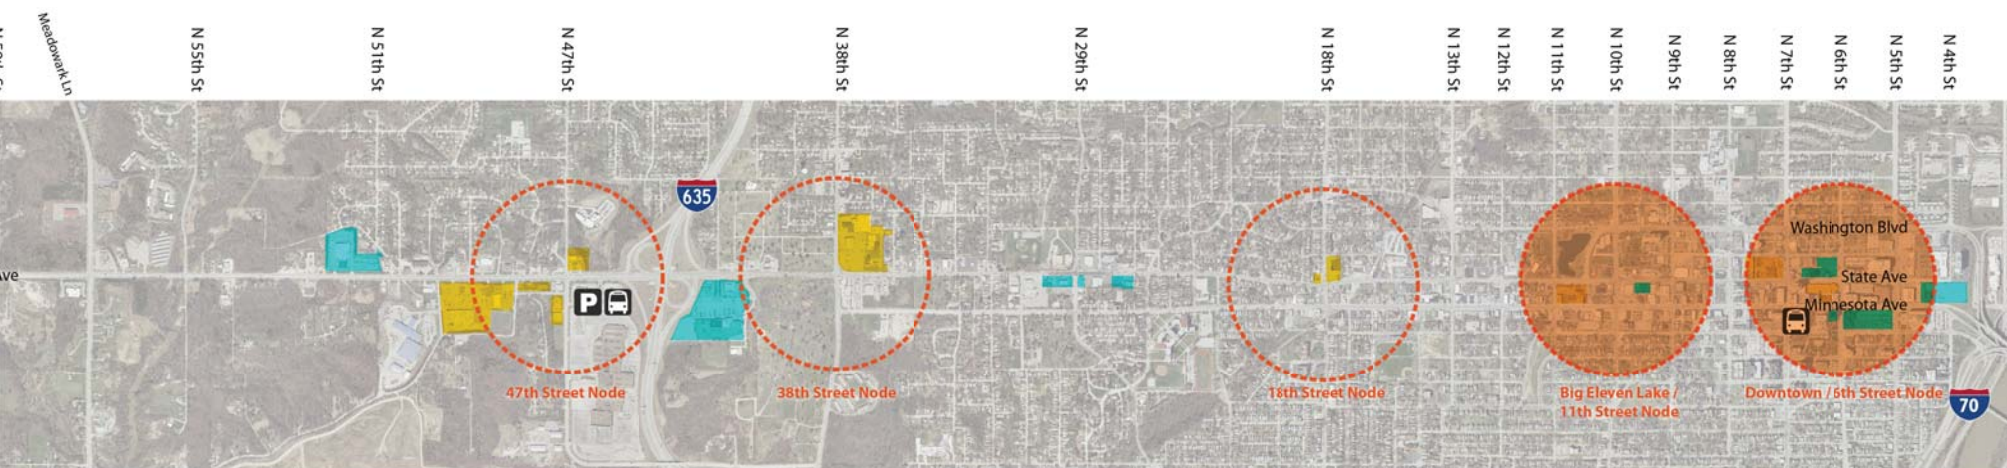 Meadowlark Ln
N 55th St
N 51th St
N 47th St
N 38th St
N 29th St
N 18th St
N 13th St
N 12th St
N 11th St
N 10th St
N 9th St
N 8th St
N 7th St
N 6th St
N 5th St
N 4th St
635
Washington Blvd
Ave
State Ave
P
Minnesota Ave
47th Street Node
38th Street Node
18th Street Node
Big Eleven Lake /
11th Street Node
Downtown / 6th Street Node
70